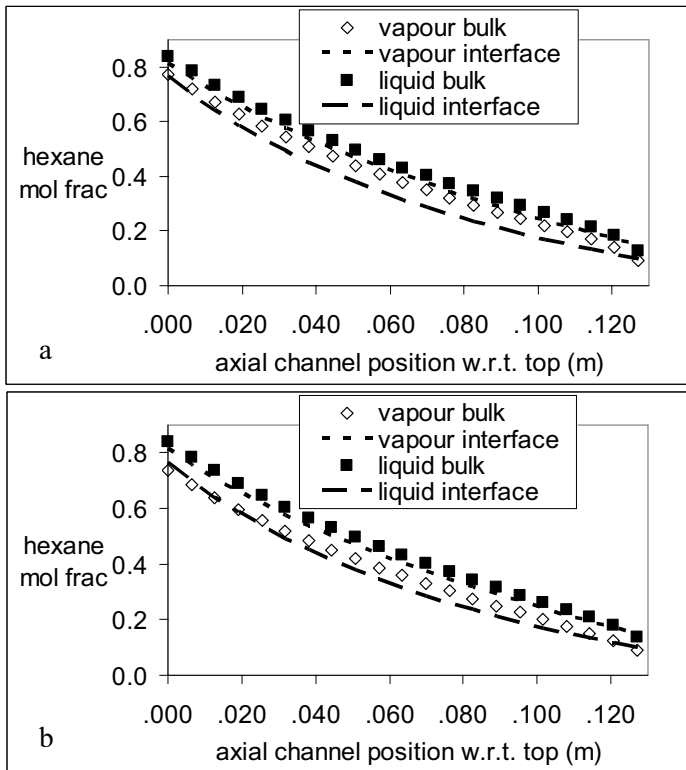 vapour bulk
vapour interface
liquid bulk
liquid interface
0.8
0.6
0.4
0.2
0.0
hexane
mol frac
.000 .020 .040 .060 .080 .100 .120
axial channel position w.r.t. top (m)
a
vapour bulk
vapour interface
liquid bulk
liquid interface
0.8
0.6
0.4
0.2
0.0
hexane
mol frac
.000 .020 .040 .060 .080 .100 .120
axial channel position w.r.t. top (m)
b